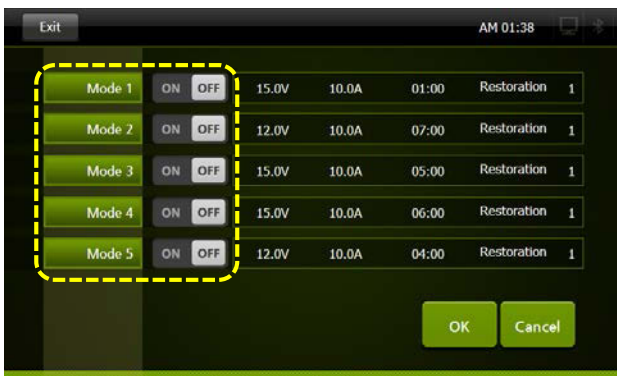 Exit AM 01:38
Mode 1 ON OFF 15.0V 10.0A 01:00 Restoration 1
Mode 2 ON OFF 12.0V 10.0A 07:00 Restoration 1
Mode 3 ON OFF 15.0V 10.0A 05:00 Restoration 1
Mode 4 ON OFF 15.0V 10.0A 06:00 Restoration 1
Mode 5 ON OFF 12.0V 10.0A 04:00 Restoration 1
OK Cancel